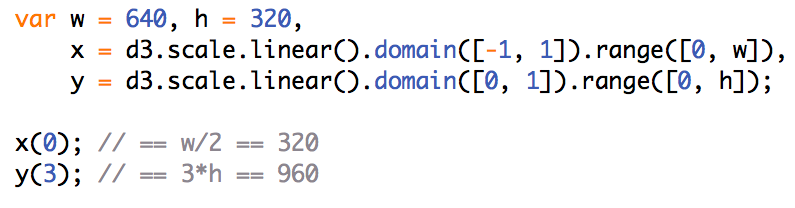 var w = 640, h = 320,
    x = d3.scale.linear().domain([-1, 1]).range([0, w]),
    y = d3.scale.linear().domain([0, 1]).range([0, h]);

x(0); // == w/2 == 320
y(3); // == 3*h == 960